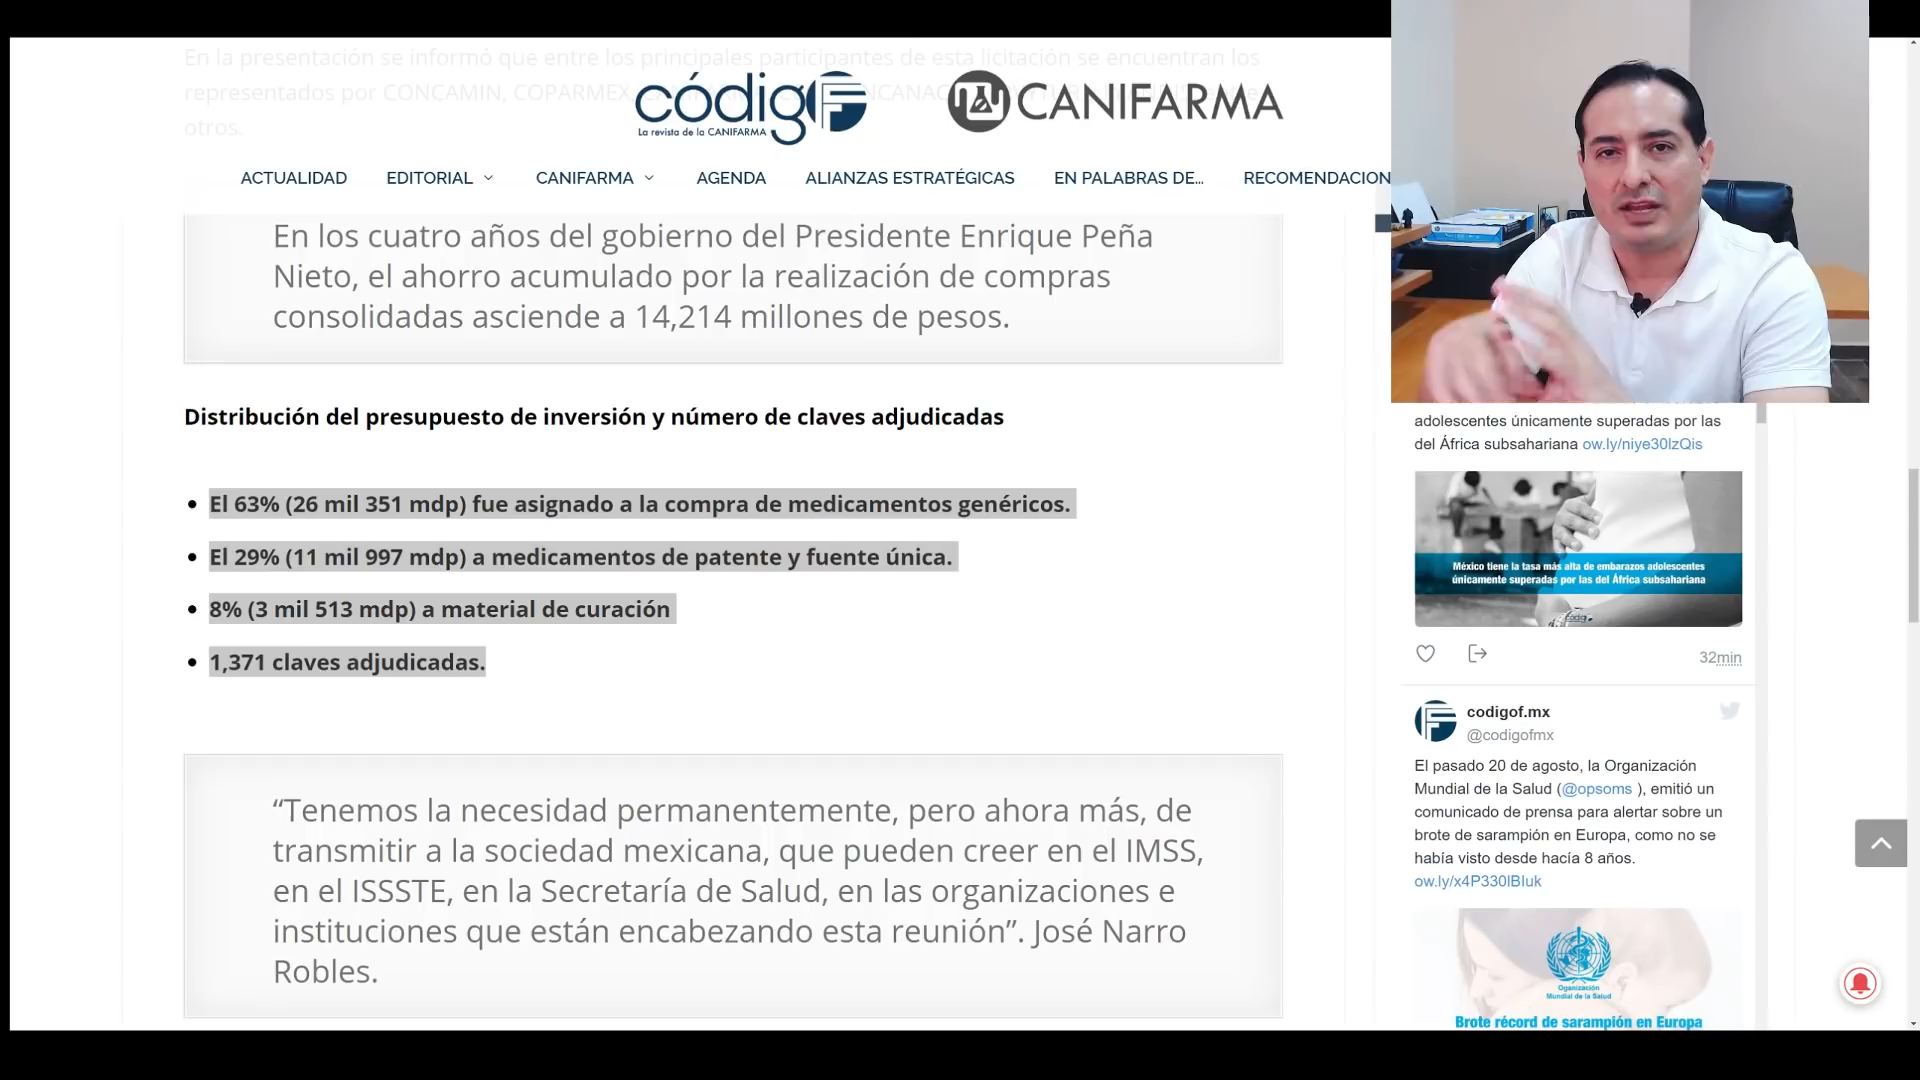 En la presentación se informó que entre los principales participantes de esta licitación se encuentran los
representados por CONCAMIN, COPARMEX,
otros.
códigF
La revista de la CANIFARMA
CANIFARMA
ACTUALIDAD
EDITORIAL
CANIFARMA
AGENDA
ALIANZAS ESTRATÉGICAS
EN PALABRAS DE...
RECOMENDACION
En los cuatro años del gobierno del Presidente Enrique Peña
Nieto, el ahorro acumulado por la realización de compras
consolidadas asciende a 14,214 millones de pesos.
Distribución del presupuesto de inversión y número de claves adjudicadas
• El 63% (26 mil 351 mdp) fue asignado a la compra de medicamentos genéricos.
• El 29% (11 mil 997 mdp) a medicamentos de patente y fuente única.
• 8% (3 mil 513 mdp) a material de curación
• 1,371 claves adjudicadas.
“Tenemos la necesidad permanentemente, pero ahora más, de
transmitir a la sociedad mexicana, que pueden creer en el IMSS,
en el ISSSTE, en la Secretaría de Salud, en las organizaciones e
instituciones que están encabezando esta reunión”. José Narro
Robles.
adolescentes únicamente superadas por las
del África subsahariana ow.ly/niye30lzQis
México tiene la tasa más alta de embarazos adolescentes
únicamente superadas por las del África subsahariana
32min
codigof.mx
@codigofmx
El pasado 20 de agosto, la Organización
Mundial de la Salud (@opsoms ), emitió un
comunicado de prensa para alertar sobre un
brote de sarampión en Europa, como no se
había visto desde hacía 8 años.
ow.ly/x4P330lBIuk
Organización
Mundial de la Salud
Brote récord de sarampión en Europa